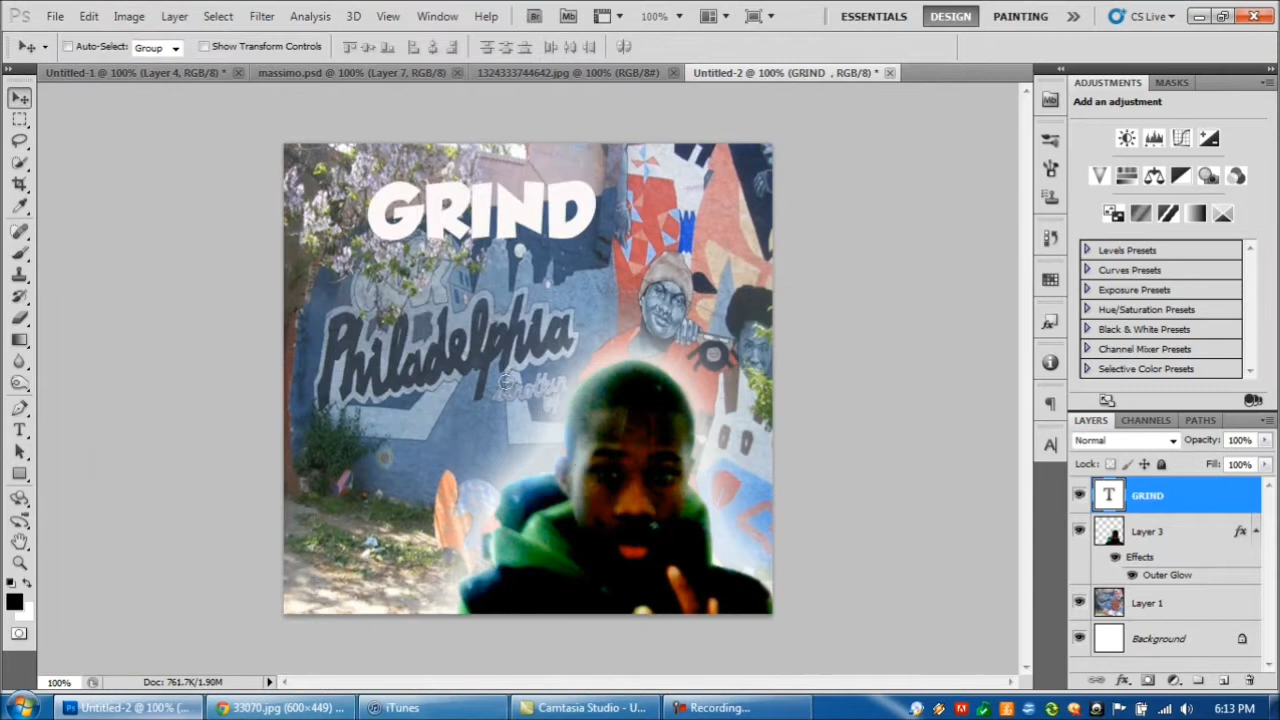 Ps File Edit Image Layer Select Filter Analysis 3D View Window Help Br Mb 100% ESSENTIALS DESIGN PAINTING CS Live
Auto-Select: Group Show Transform Controls
Untitled-1 @ 100% (Layer 4, RGB/8) * massimo.psd @ 100% (Layer 7, RGB/8) 1324333744642.jpg @ 100% (RGB/8#) Untitled-2 @ 100% (GRIND , RGB/8) *
ADJUSTMENTS MASKS
Add an adjustment
GRIND
Philadelphia
Levels Presets
Curves Presets
Exposure Presets
Hue/Saturation Presets
Black & White Presets
Channel Mixer Presets
Selective Color Presets
LAYERS CHANNELS PATHS
Normal Opacity: 100%
Lock: Fill: 100%
T GRIND
Layer 3 fx
Effects
Outer Glow
Layer 1
Background
100% Doc: 761.7K/1.90M
Untitled-2 @ 100% (... 33070.jpg (600×449) ... iTunes Camtasia Studio - U... Recording... 6:13 PM